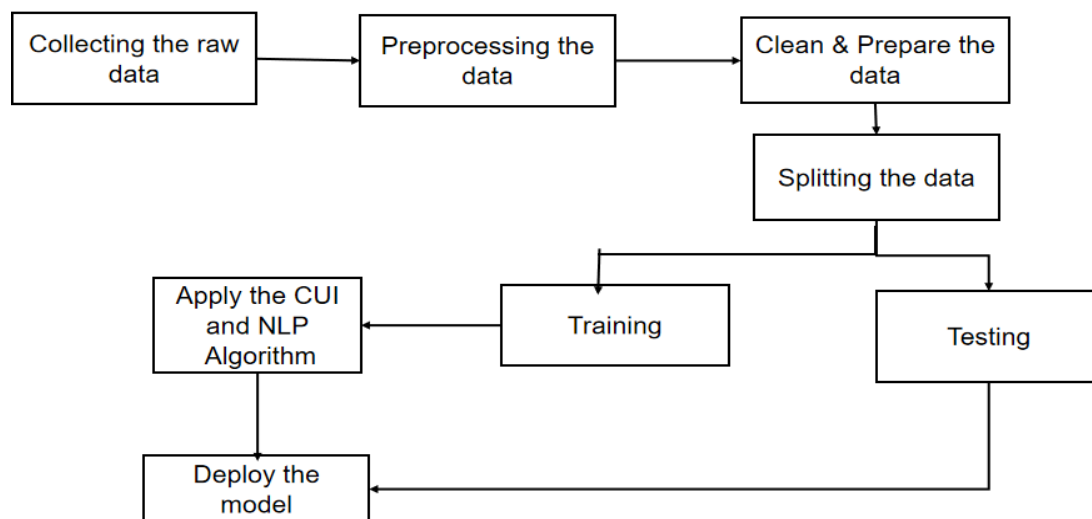 Collecting the raw
data
Preprocessing the
data
Clean & Prepare the
data
Splitting the data
Apply the CUI
and NLP
Algorithm
Training
Testing
Deploy the
model